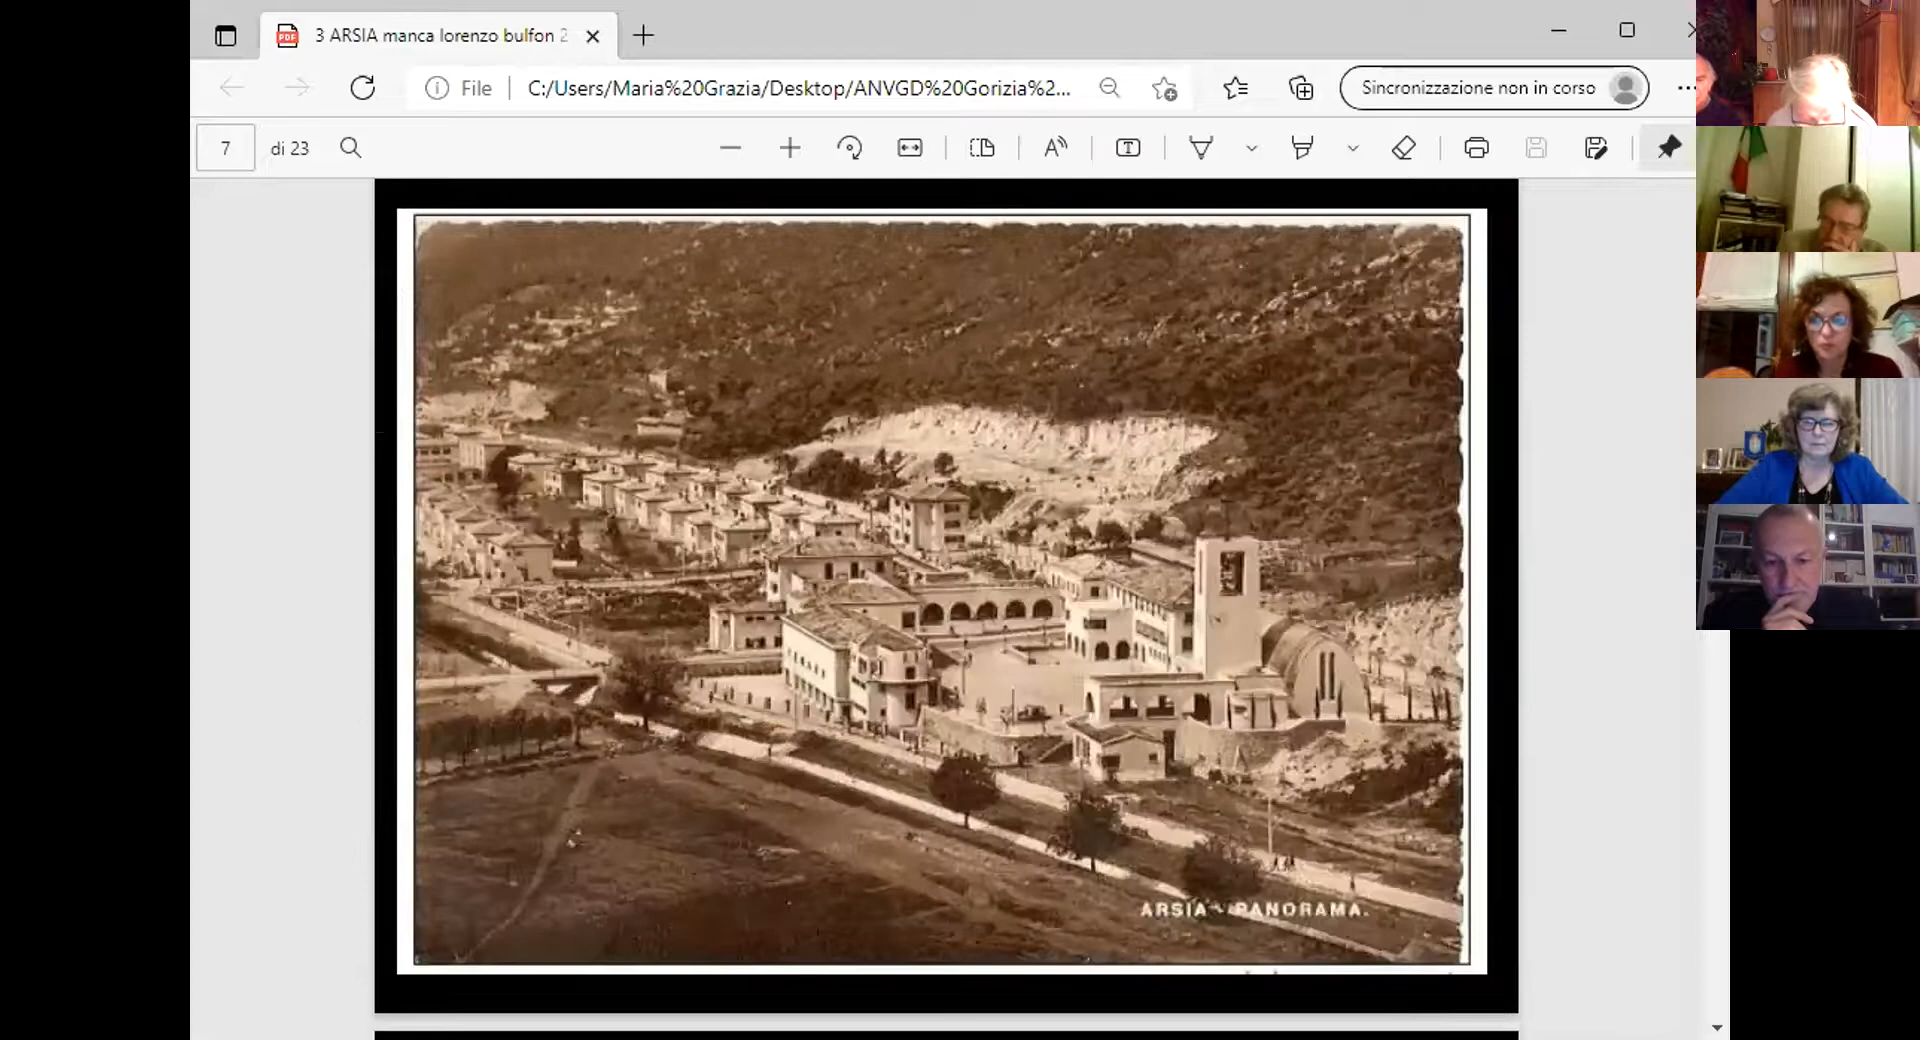 3 ARSIA manca lorenzo bulfon 2
File
C:/Users/Maria%20Grazia/Desktop/ANVGD%20Gorizia%2...
Sincronizzazione non in corso
7 di 23
ARSIA - PANORAMA.